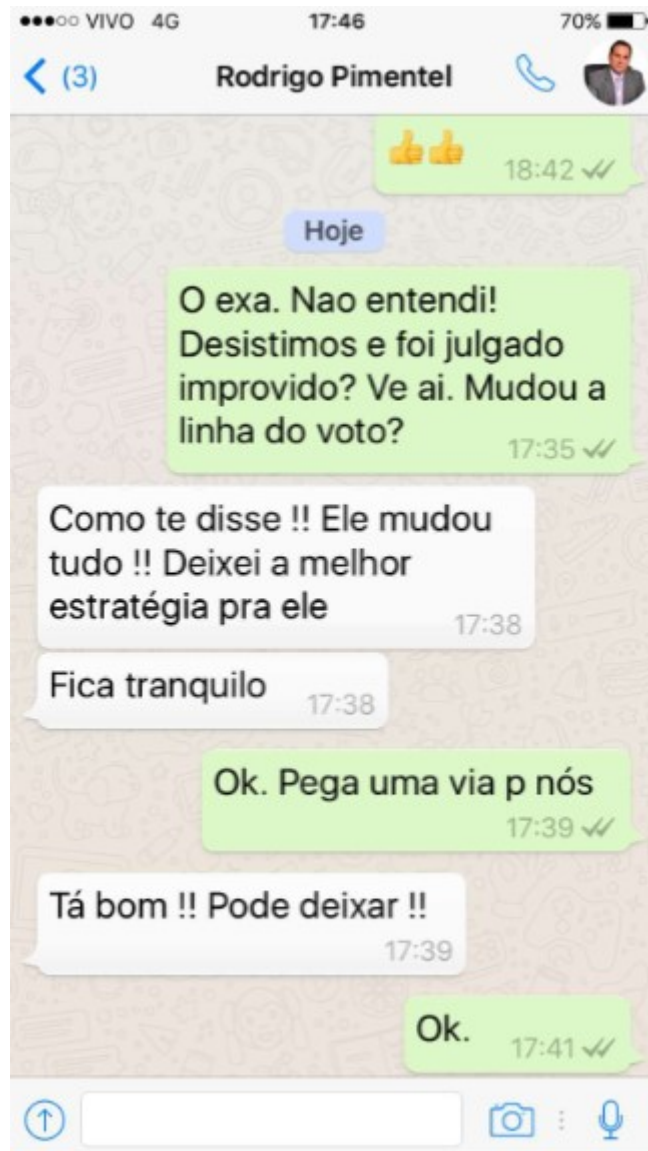 VIVO 4G 17:46 70%
(3) Rodrigo Pimentel
👍👍 18:42
Hoje
O exa. Nao entendi!
Desistimos e foi julgado
improvido? Ve ai. Mudou a
linha do voto? 17:35
Como te disse !! Ele mudou
tudo !! Deixei a melhor
estratégia pra ele 17:38
Fica tranquilo 17:38
Ok. Pega uma via p nós
17:39
Tá bom !! Pode deixar !!
17:39
Ok. 17:41